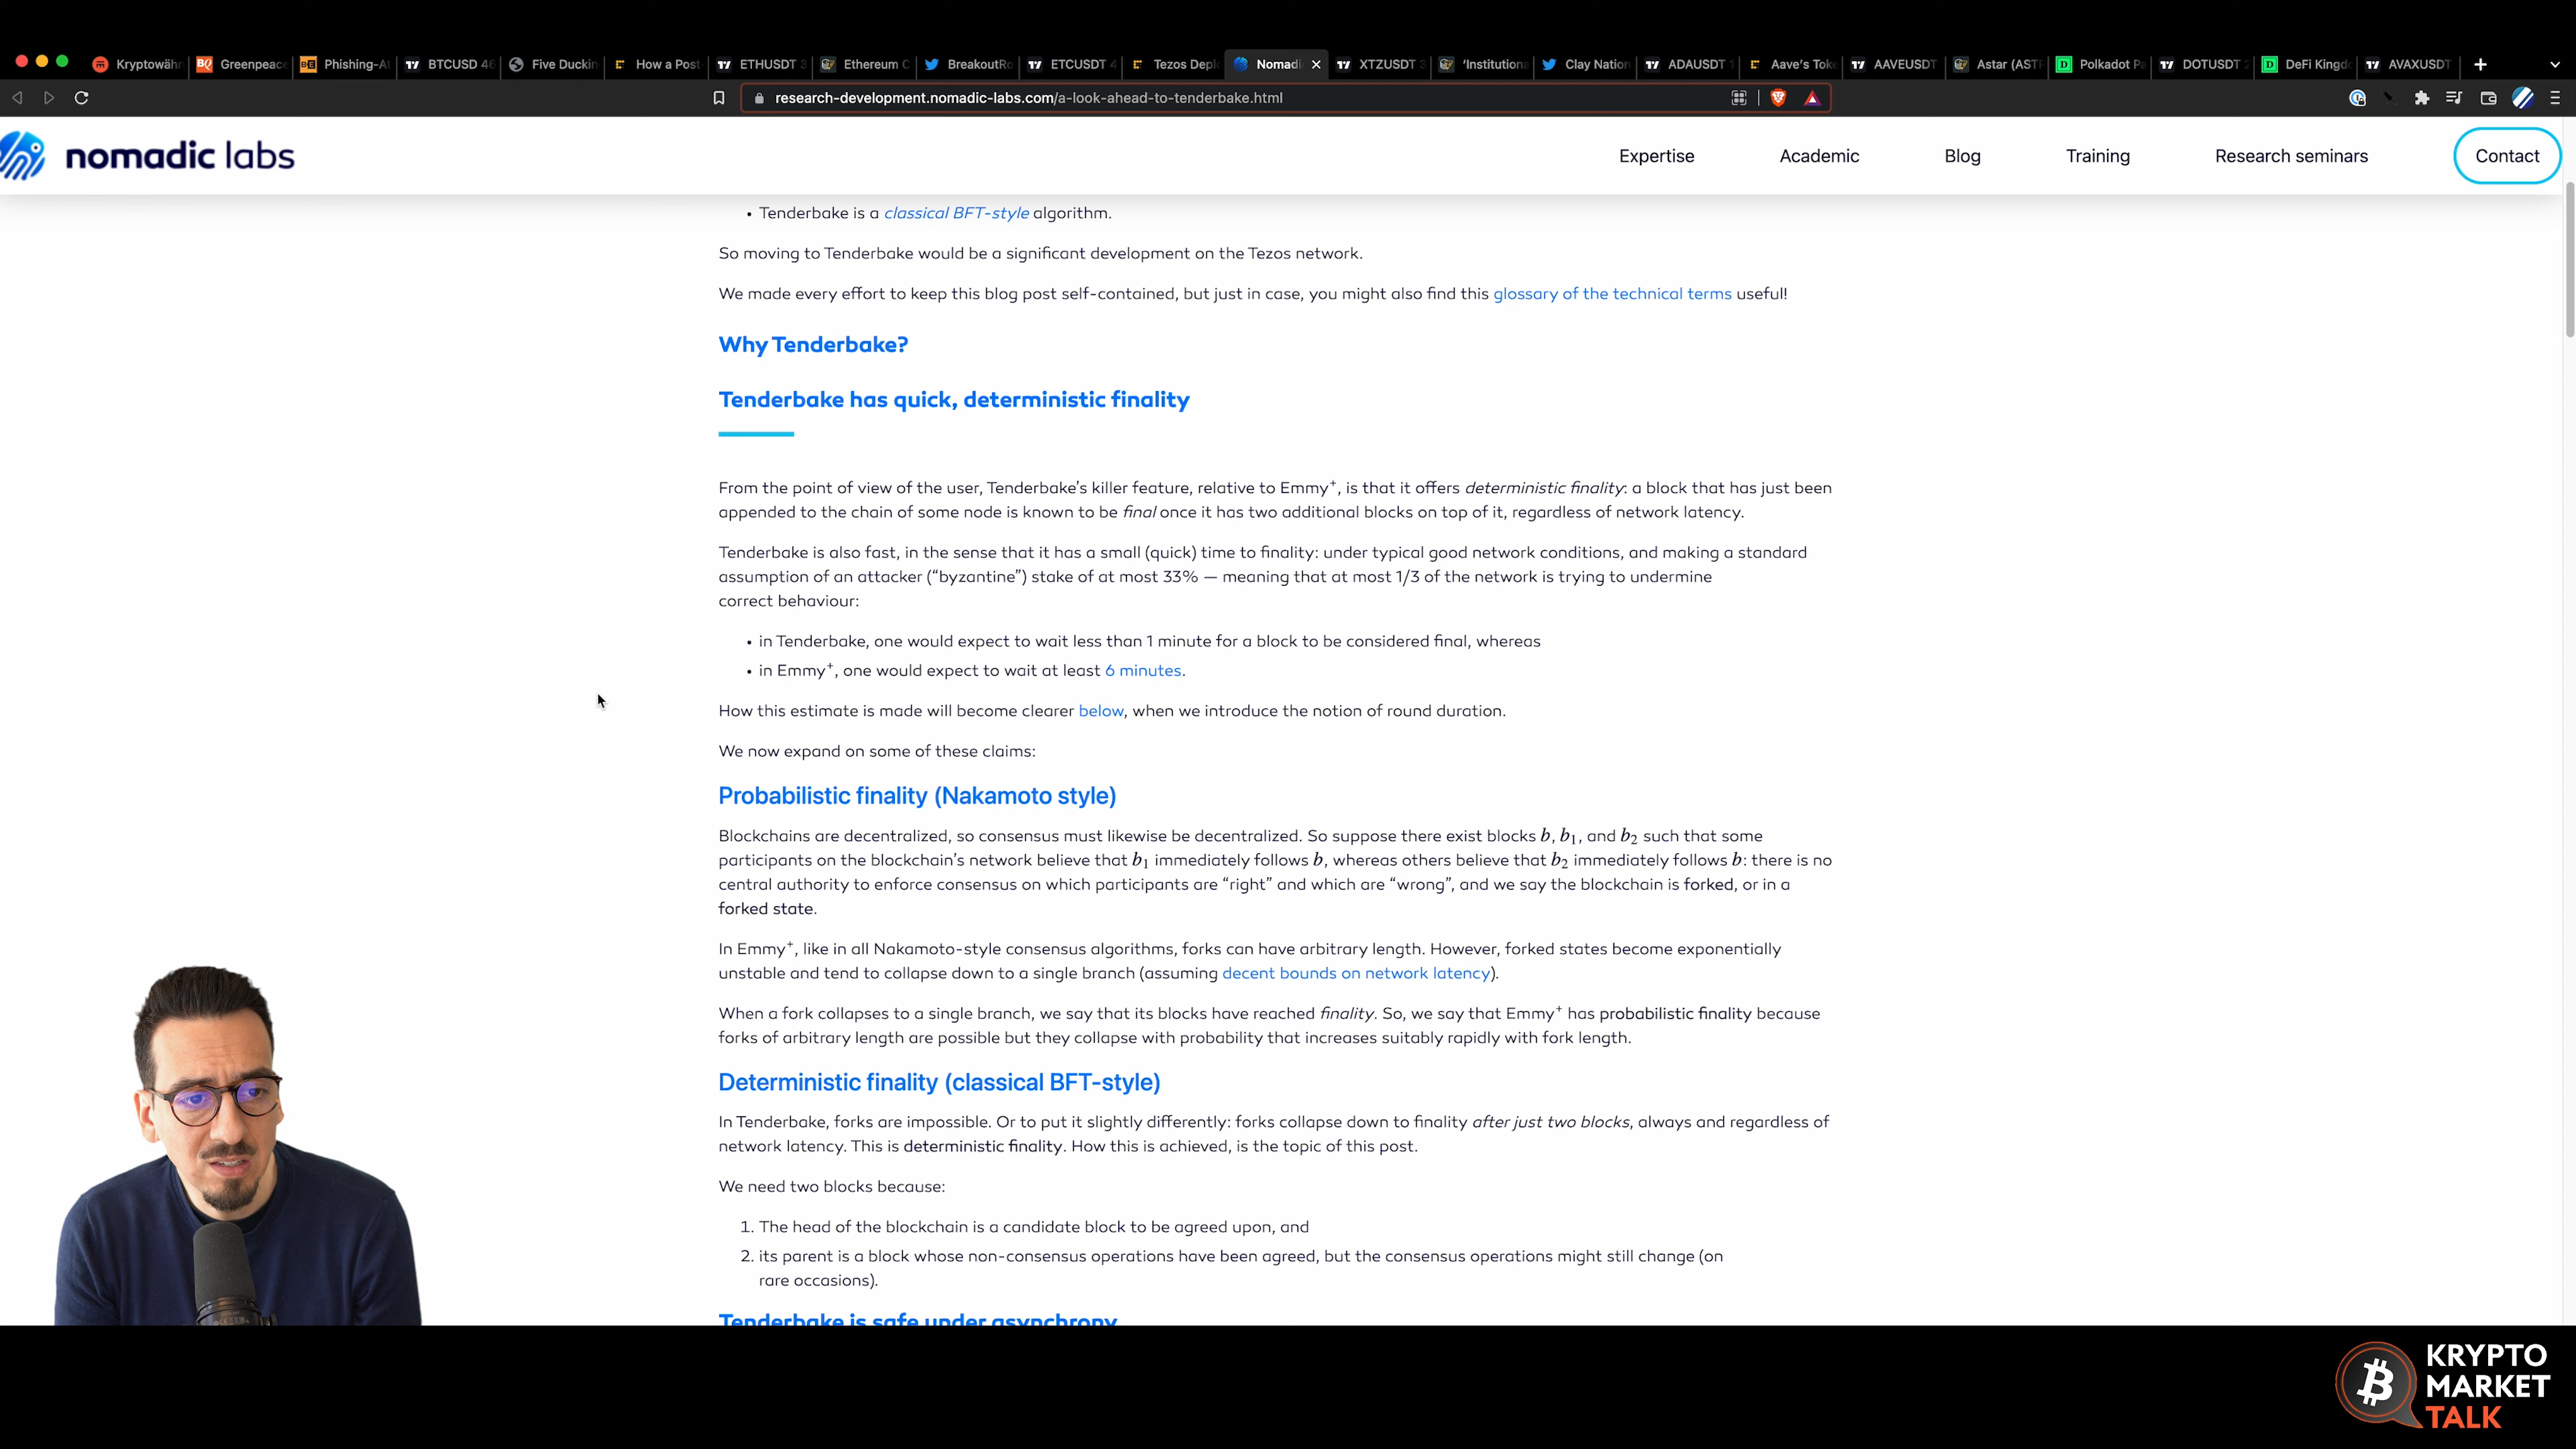 Kryptowähr
Greenpeace
Phishing-At
BTCUSD 46
Five Duckin
How a Post
ETHUSDT 3
Ethereum C
BreakoutRo
ETCUSDT 4
Tezos Depl
Nomadi
XTZUSDT 3
'Institutiona
Clay Nation
ADAUSDT 1
Aave's Toke
AAVEUSDT
Astar (ASTR
Polkadot Pa
DOTUSDT 2
DeFi Kingdo
AVAXUSDT
research-development.nomadic-labs.com/a-look-ahead-to-tenderbake.html
nomadic labs
Expertise
Academic
Blog
Training
Research seminars
Contact
• Tenderbake is a classical BFT-style algorithm.
So moving to Tenderbake would be a significant development on the Tezos network.
We made every effort to keep this blog post self-contained, but just in case, you might also find this glossary of the technical terms useful!
Why Tenderbake?
Tenderbake has quick, deterministic finality
From the point of view of the user, Tenderbake's killer feature, relative to Emmy⁺, is that it offers deterministic finality: a block that has just been
appended to the chain of some node is known to be final once it has two additional blocks on top of it, regardless of network latency.
Tenderbake is also fast, in the sense that it has a small (quick) time to finality: under typical good network conditions, and making a standard
assumption of an attacker (“byzantine”) stake of at most 33% — meaning that at most 1/3 of the network is trying to undermine
correct behaviour:
• in Tenderbake, one would expect to wait less than 1 minute for a block to be considered final, whereas
• in Emmy⁺, one would expect to wait at least 6 minutes.
How this estimate is made will become clearer below, when we introduce the notion of round duration.
We now expand on some of these claims:
Probabilistic finality (Nakamoto style)
Blockchains are decentralized, so consensus must likewise be decentralized. So suppose there exist blocks b, b₁, and b₂ such that some
participants on the blockchain's network believe that b₁ immediately follows b, whereas others believe that b₂ immediately follows b: there is no
central authority to enforce consensus on which participants are “right” and which are “wrong”, and we say the blockchain is forked, or in a
forked state.
In Emmy⁺, like in all Nakamoto-style consensus algorithms, forks can have arbitrary length. However, forked states become exponentially
unstable and tend to collapse down to a single branch (assuming decent bounds on network latency).
When a fork collapses to a single branch, we say that its blocks have reached finality. So, we say that Emmy⁺ has probabilistic finality because
forks of arbitrary length are possible but they collapse with probability that increases suitably rapidly with fork length.
Deterministic finality (classical BFT-style)
In Tenderbake, forks are impossible. Or to put it slightly differently: forks collapse down to finality after just two blocks, always and regardless of
network latency. This is deterministic finality. How this is achieved, is the topic of this post.
We need two blocks because:
1. The head of the blockchain is a candidate block to be agreed upon, and
2. its parent is a block whose non-consensus operations have been agreed, but the consensus operations might still change (on
rare occasions).
Tenderbake is safe under asynchrony
KRYPTO
MARKET
TALK